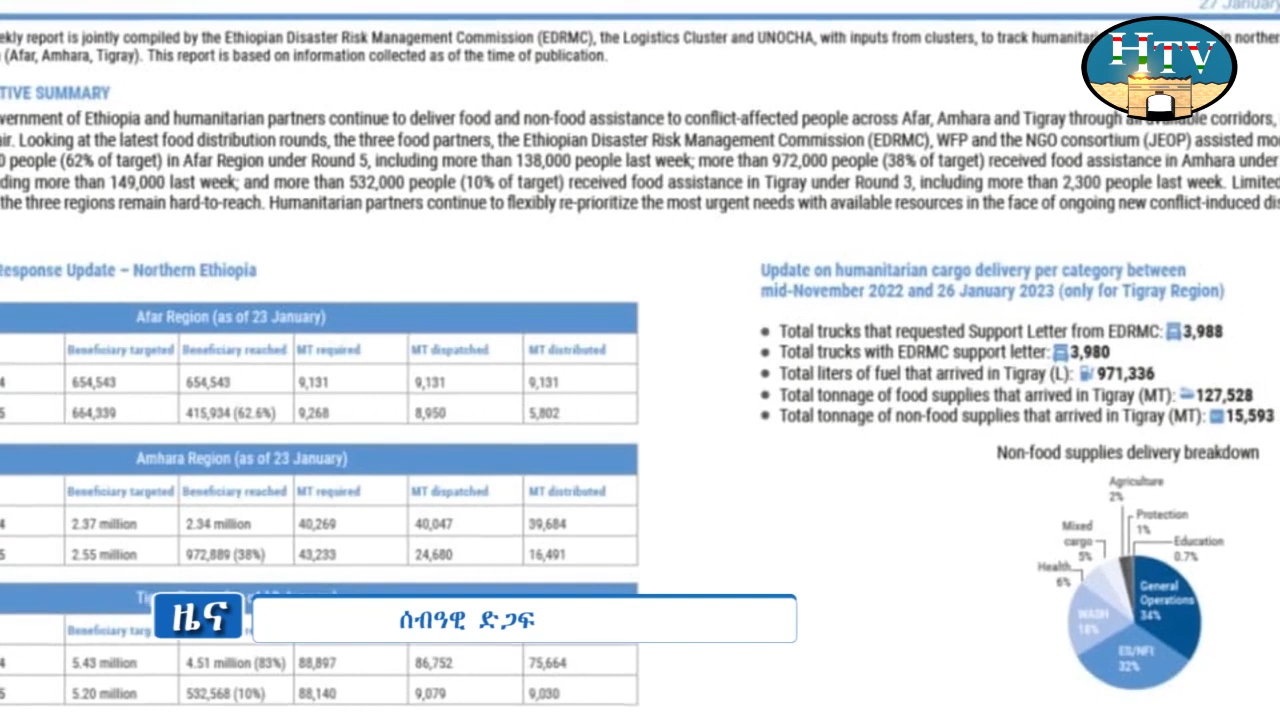 27 January
ekly report is jointly compiled by the Ethiopian Disaster Risk Management Commission (EDRMC), the Logistics Cluster and UNOCHA, with inputs from clusters, to track in norther
(Afar, Amhara, Tigray). This report is based on information collected as of the time of publication.
HTV
TIVE SUMMARY
vernment of Ethiopia and humanitarian partners continue to deliver food and non-food assistance to conflict-affected people across Afar, Amhara and Tigray through corridors,
air. Looking at the latest food distribution rounds, the three food partners, the Ethiopian Disaster Risk Management Commission (EDRMC), WFP and the NGO consortium (JEOP) assisted mo
0 people (62% of target) in Afar Region under Round 5, including more than 138,000 people last week; more than 972,000 people (38% of target) received food assistance in Amhara under
ding more than 149,000 last week; and more than 532,000 people (10% of target) received food assistance in Tigray under Round 3, including more than 2,300 people last week. Limited
the three regions remain hard-to-reach. Humanitarian partners continue to flexibly re-prioritize the most urgent needs with available resources in the face of ongoing new conflict-induced dis
Response Update – Northern Ethiopia
Afar Region (as of 23 January)
Beneficiary targeted Beneficiary reached MT required MT dispatched MT distributed
4 654,543 654,543 9,131 9,131 9,131
5 664,339 415,934 (62.6%) 9,268 8,950 5,802
Amhara Region (as of 23 January)
Beneficiary targeted Beneficiary reached MT required MT dispatched MT distributed
4 2.37 million 2.34 million 40,269 40,047 39,684
5 2.55 million 972,889 (38%) 43,233 24,680 16,491
Beneficiary targ
4 5.43 million 4.51 million (83%) 88,897 86,752 75,664
5 5.20 million 532,568 (10%) 88,140 9,079 9,030
Update on humanitarian cargo delivery per category between
mid-November 2022 and 26 January 2023 (only for Tigray Region)
• Total trucks that requested Support Letter from EDRMC: 3,988
• Total trucks with EDRMC support letter: 3,980
• Total liters of fuel that arrived in Tigray (L): 971,336
• Total tonnage of food supplies that arrived in Tigray (MT): 127,528
• Total tonnage of non-food supplies that arrived in Tigray (MT): 15,593
Non-food supplies delivery breakdown
Agriculture
2%
Protection
1%
Education
0.7%
Mixed
cargo
5%
Health
6%
General
Operations
34%
WASH
18%
ES/NFI
32%
ዜና
ሰብዓዊ ድጋፍ